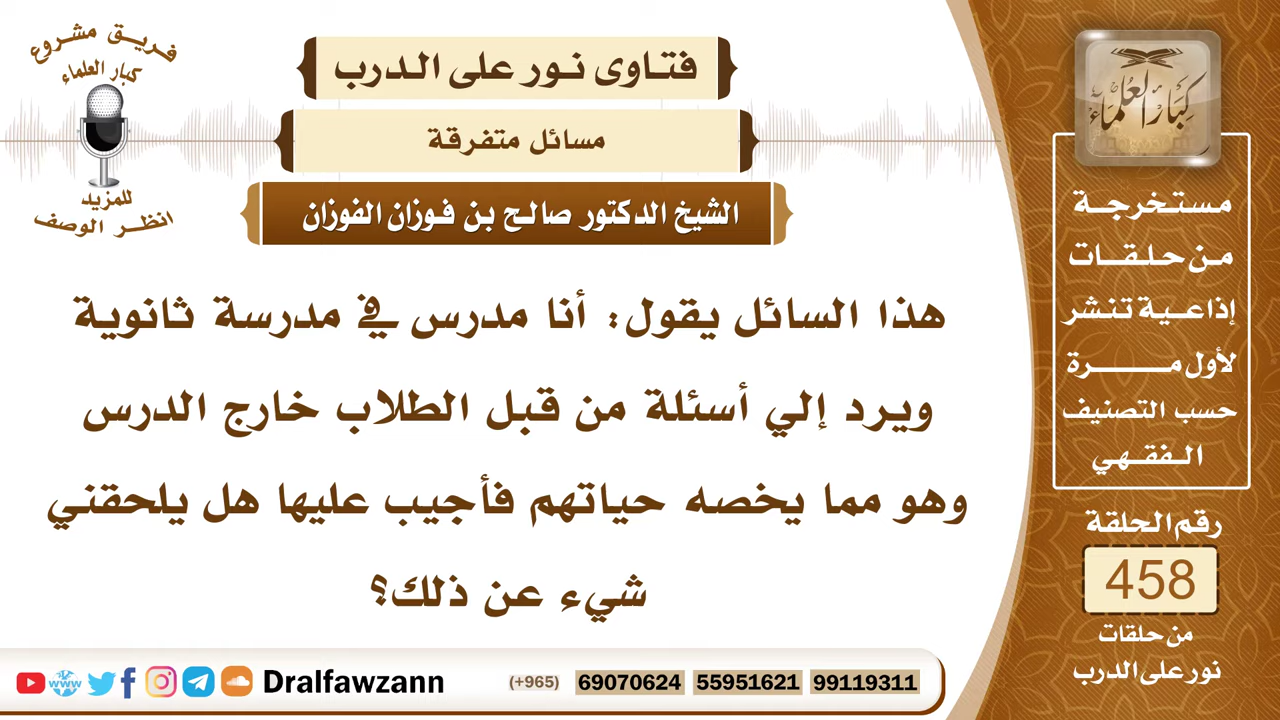 فريق مشروع
كبار العلماء
للمزيد
انظر الوصف
فتاوى نور على الدرب
مسائل متفرقة
الشيخ الدكتور صالح بن فوزان الفوزان
هذا السائل يقول: أنا مدرس في مدرسة ثانوية
ويرد إلي أسئلة من قبل الطلاب خارج الدرس
وهو مما يخصه حياتهم فأجيب عليها هل يلحقني
شيء عن ذلك؟
كبار العلماء
مستخرجة
من حلقات
إذاعية تنشر
لأول مرة
حسب التصنيف
الفقهي
رقم الحلقة
458
من حلقات
نور على الدرب
www Dralfawzann (+965) 69070624 55951621 99119311